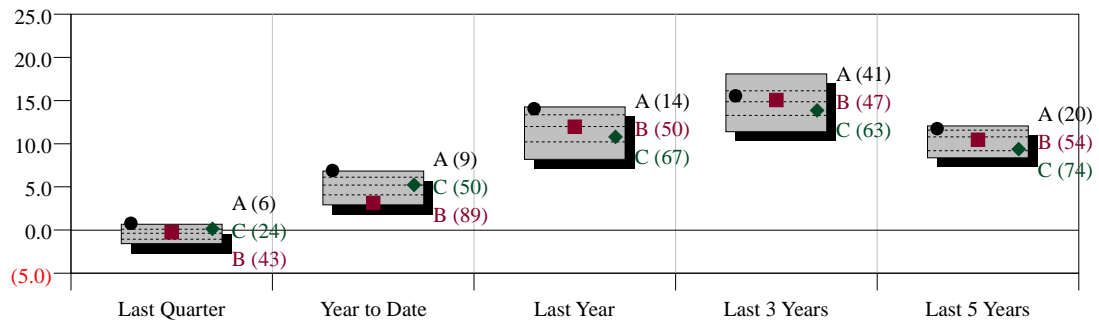 25.0
20.0
15.0
10.0
5.0
0.0
(5.0)
A (6)
C (24)
B (43)
A (9)
C (50)
B (89)
A (14)
B (50)
C (67)
A (41)
B (47)
C (63)
A (20)
B (54)
C (74)
Last Quarter
Year to Date
Last Year
Last 3 Years
Last 5 Years